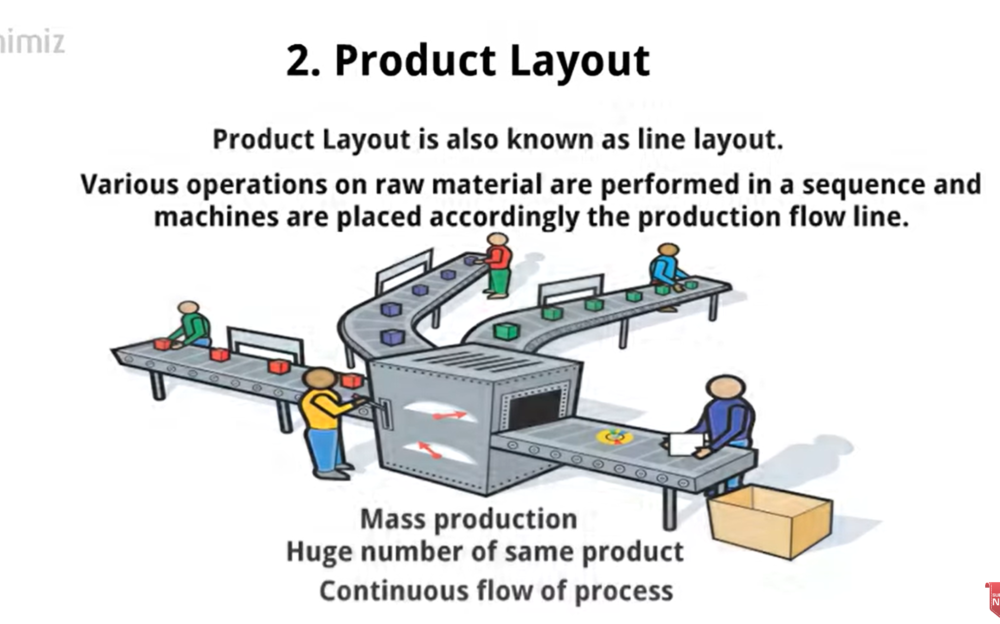 nimiz
2. Product Layout
Product Layout is also known as line layout.
Various operations on raw material are performed in a sequence and
machines are placed accordingly the production flow line.
Mass production
Huge number of same product
Continuous flow of process